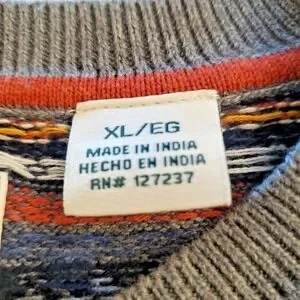 XL/EG
MADE IN INDIA
HECHO EN INDIA
RN# 127237